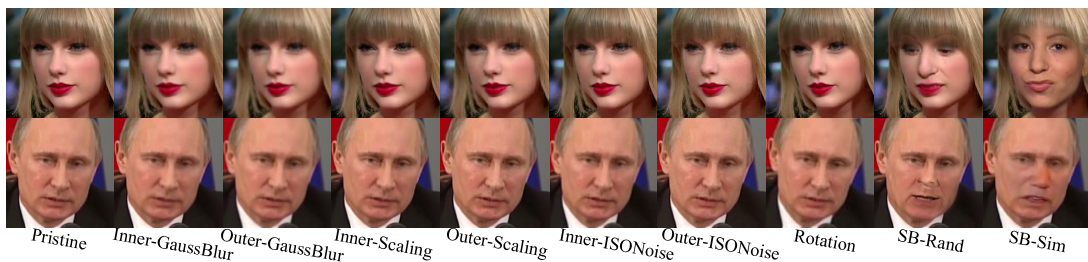 Pristine
Inner-GaussBlur
Outer-GaussBlur
Inner-Scaling
Outer-Scaling
Inner-ISONoise
Outer-ISONoise
Rotation
SB-Rand
SB-Sim